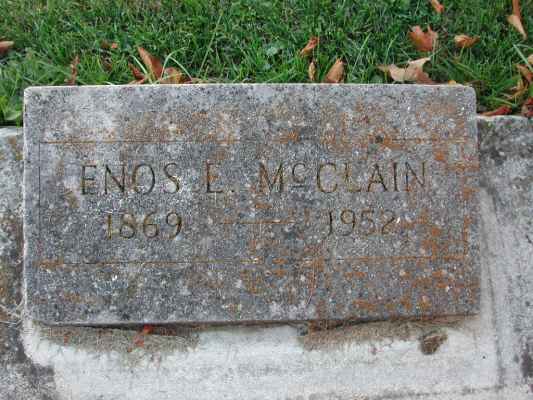 ENOS E. McCLAIN
1869 — 1952